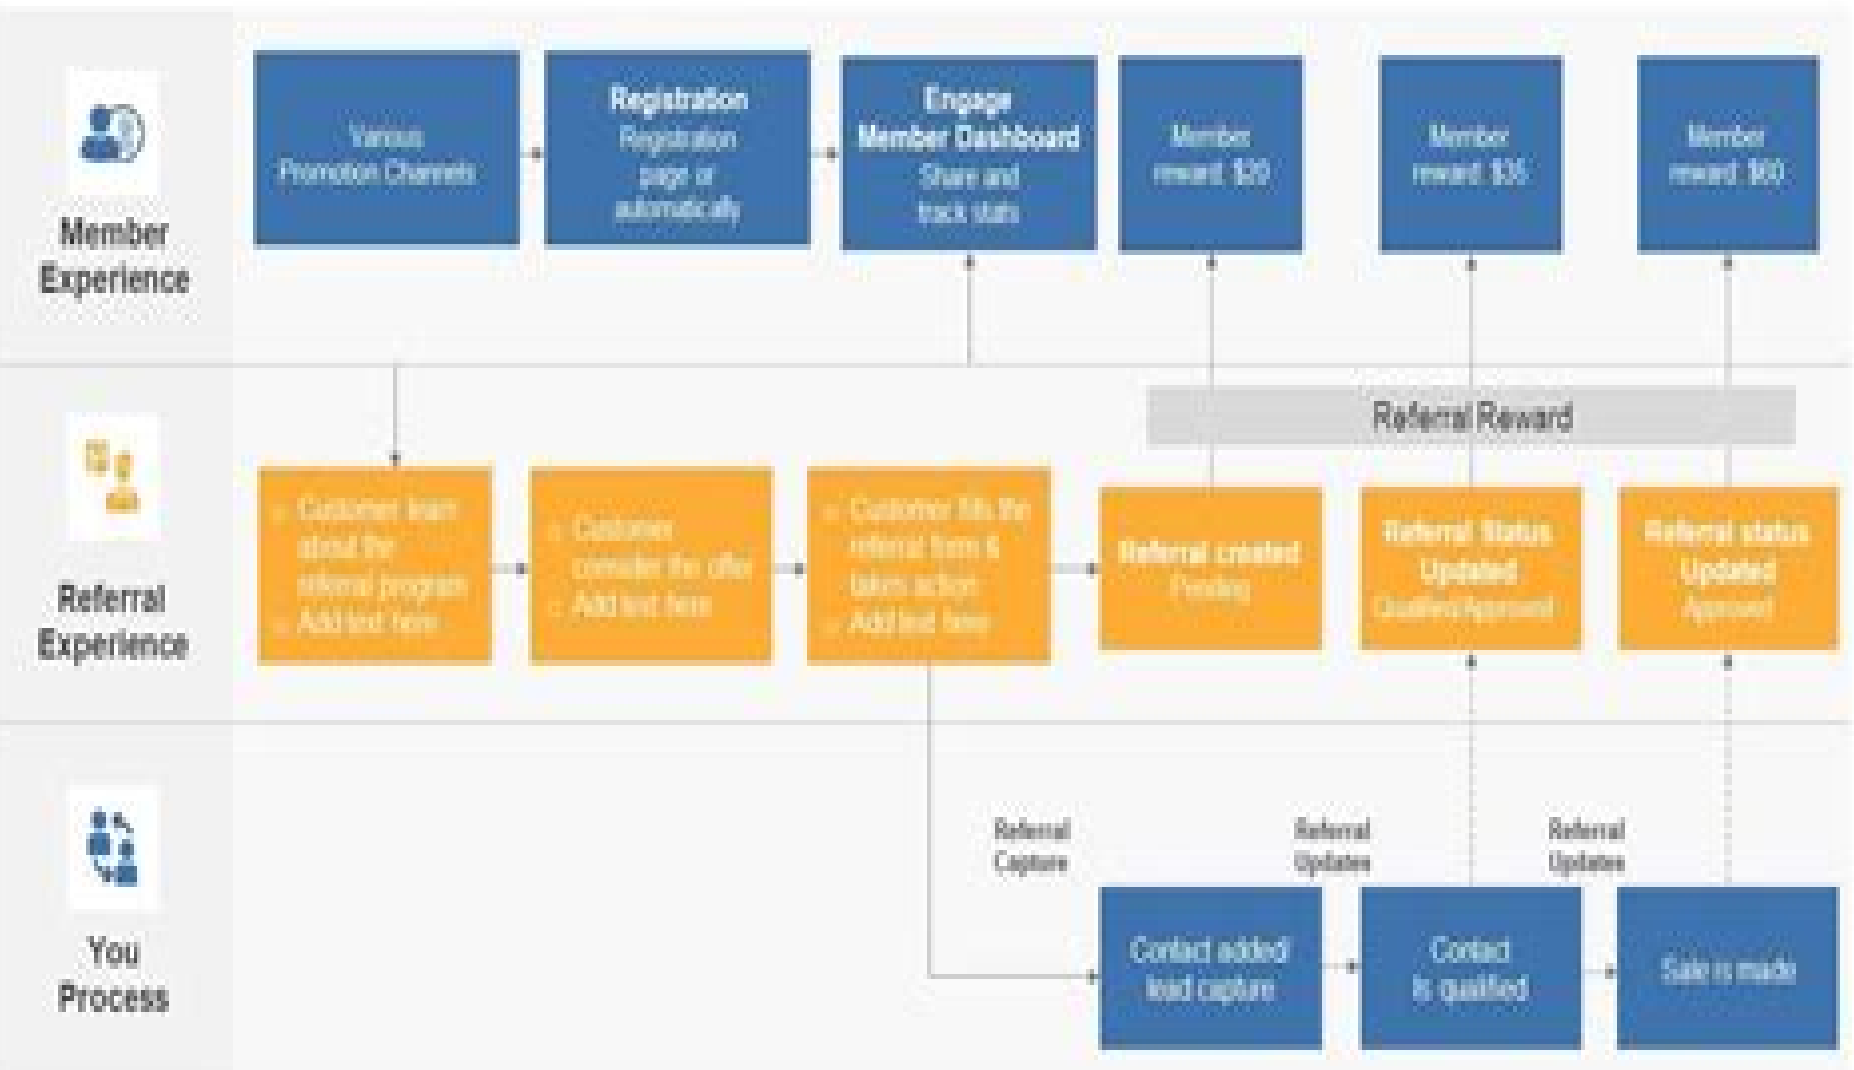 Member
Experience
Various
Promotion Channels
Registration
Registration
page or
automatically
Engage
Member Dashboard
Share and
track stats
Member
reward: $20
Member
reward: $35
Member
reward: $60
Referral Reward
Referral
Experience
Customer learn
about the
referral program
Add text here
Customer
consider the offer
Add text here
Customer fills the
referral form &
takes action
Add text here
Referral created
Pending
Referral Status
Updated
Qualified/Approved
Referral status
Updated
Approved
You
Process
Referral
Capture
Referral
Updates
Referral
Updates
Contact added/
lead capture
Contact
Is qualified
Sale is made